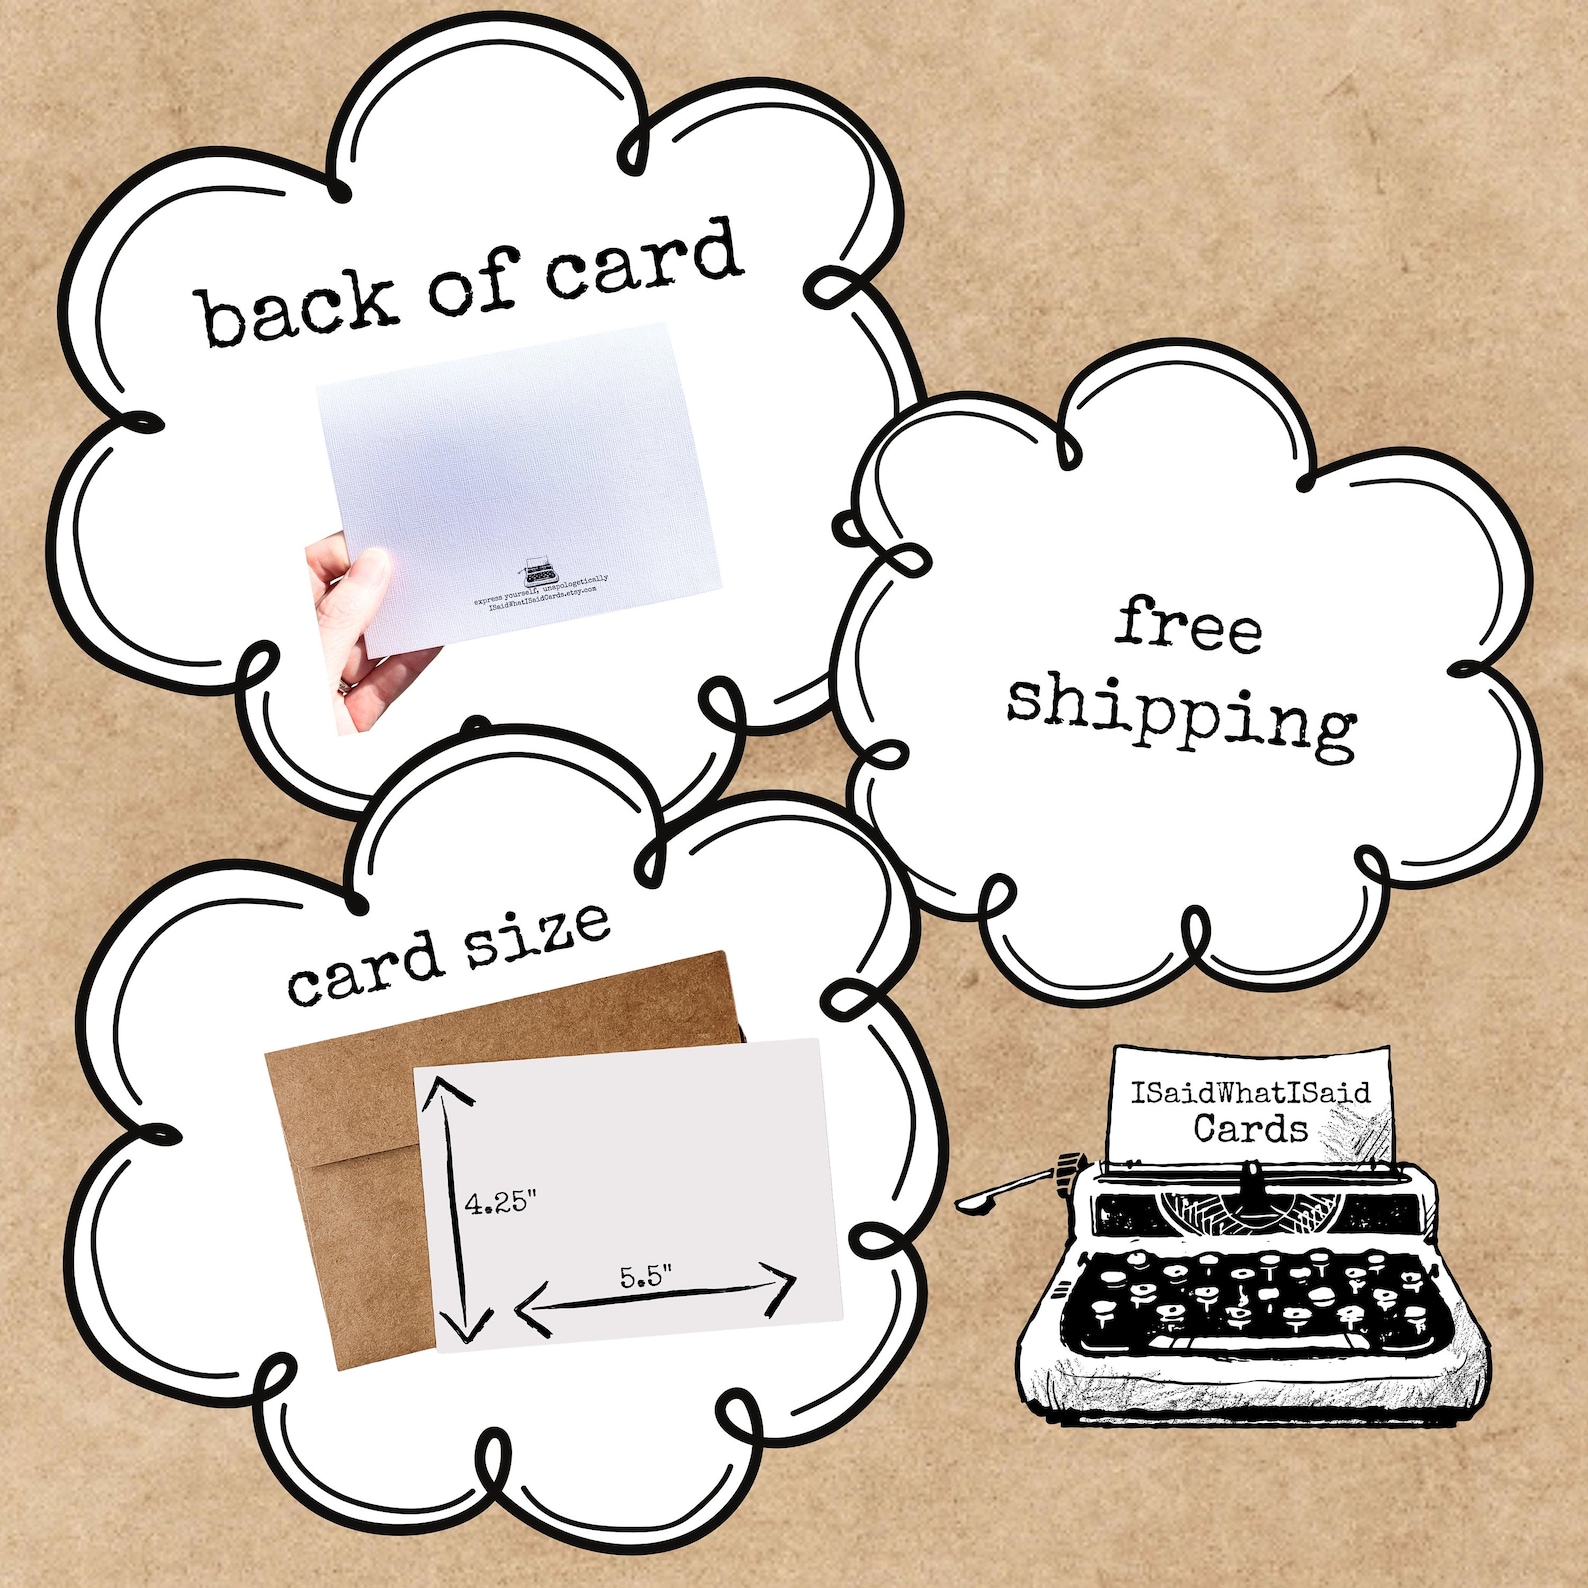 back of card
express yourself, unapologetically
ISaidWhatISaidCards.etsy.com
free
shipping
card size
4.25"
5.5"
ISaidWhatISaid
Cards